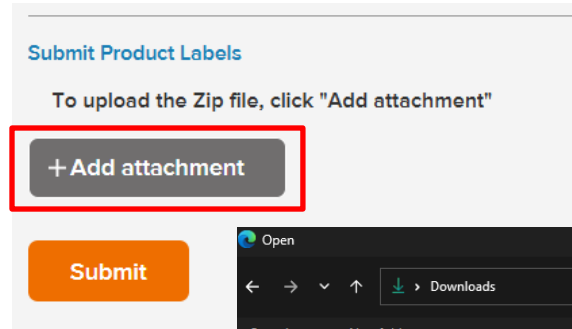 Submit Product Labels
To upload the Zip file, click "Add attachment"
+ Add attachment
Submit
Open
Downloads